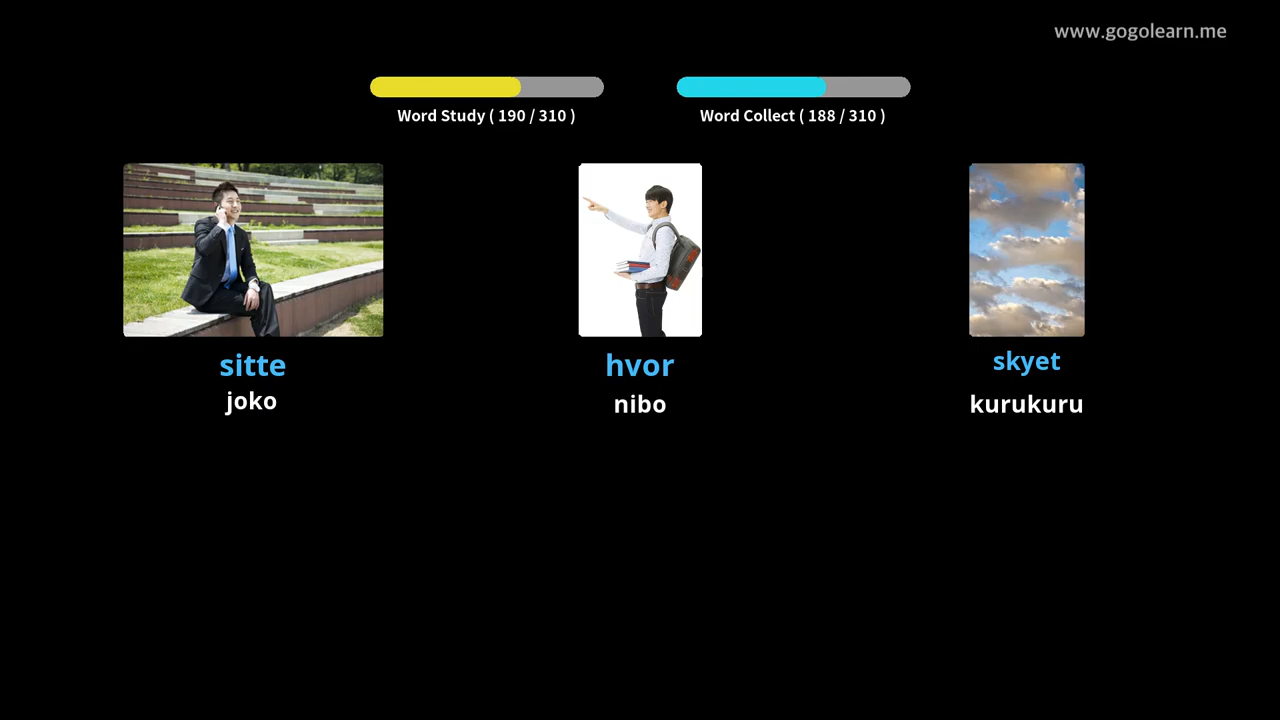 www.gogolearn.me
Word Study ( 190 / 310 )
Word Collect ( 188 / 310 )
sitte
hvor
skyet
joko
nibo
kurukuru